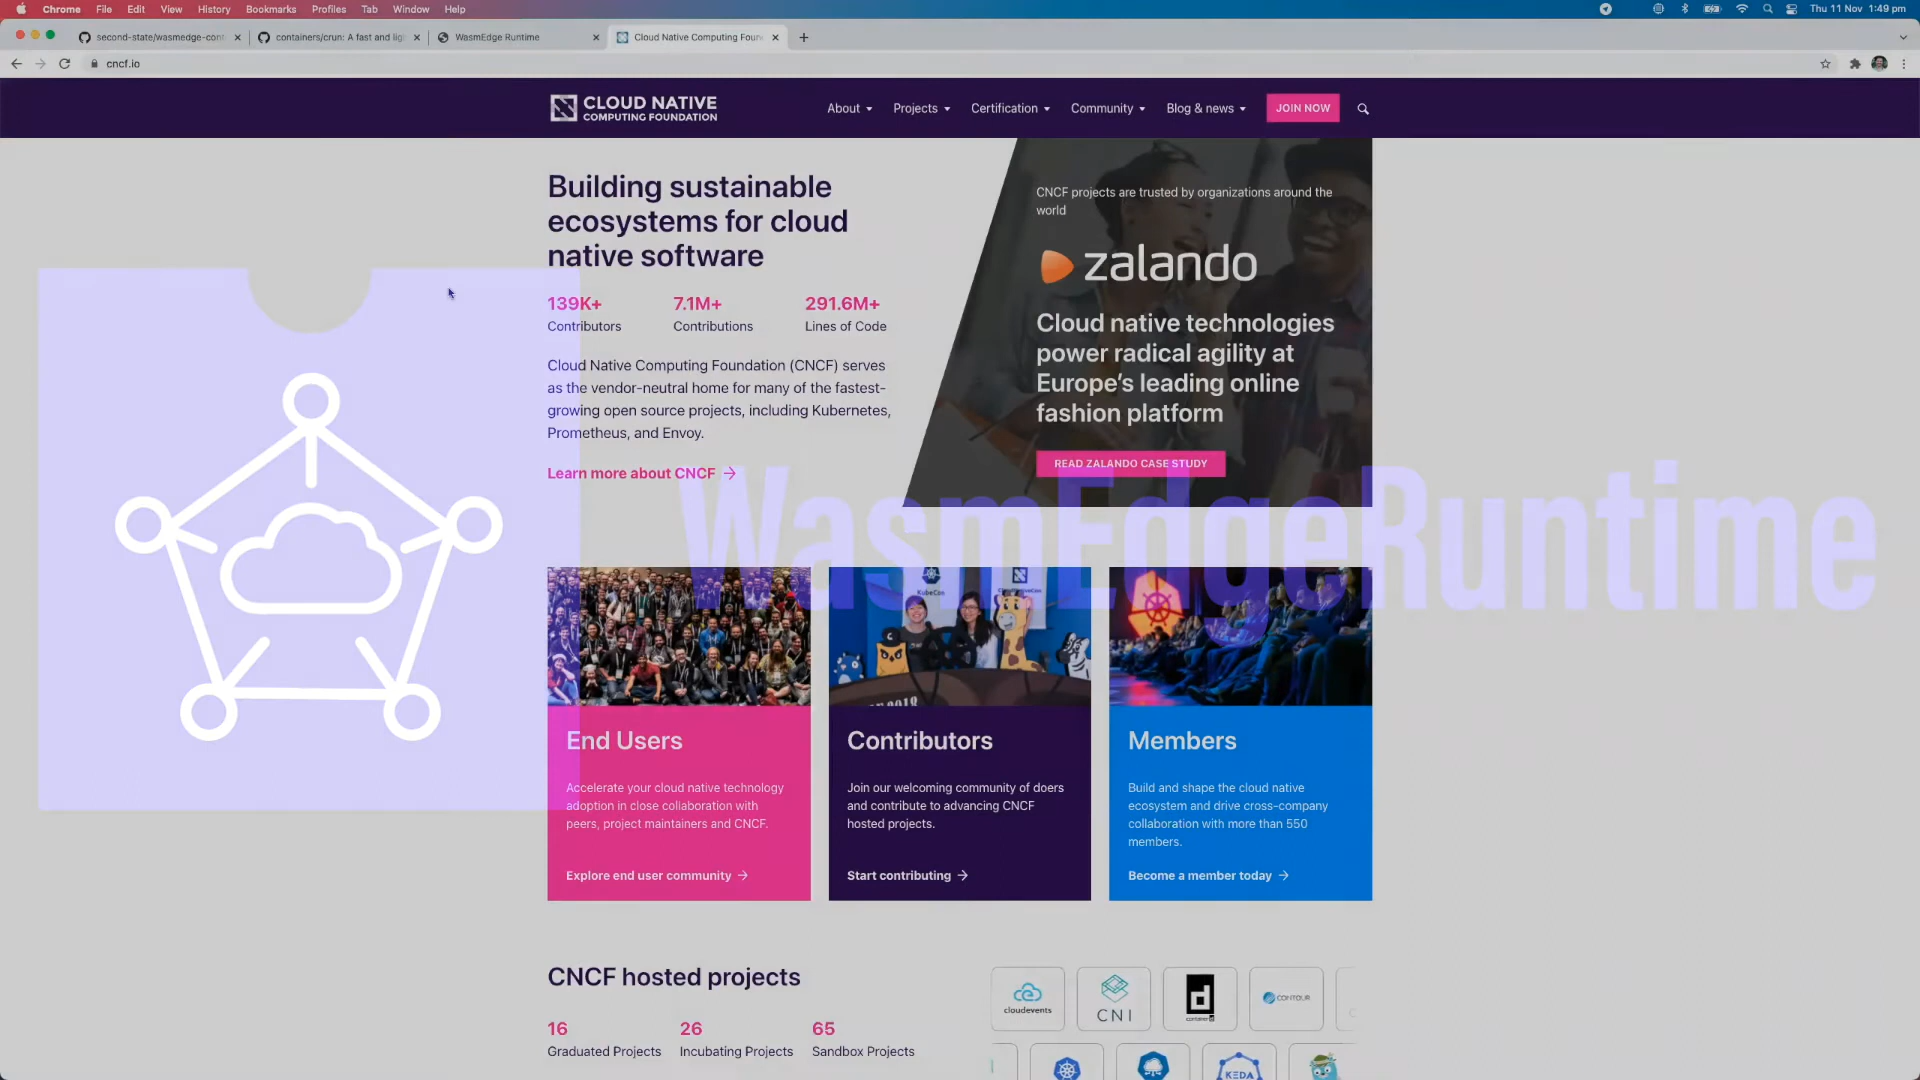 Chrome File Edit View History Bookmarks Profiles Tab Window Help
Thu 11 Nov 1:49 pm
second-state/wasmedge-con
containers/crun: A fast and lig
WasmEdge Runtime
Cloud Native Computing Foun
cncf.io
CLOUD NATIVE
COMPUTING FOUNDATION
About Projects Certification Community Blog & news JOIN NOW
Building sustainable
ecosystems for cloud
native software
139K+ 7.1M+ 291.6M+
Contributors Contributions Lines of Code
Cloud Native Computing Foundation (CNCF) serves
as the vendor-neutral home for many of the fastest-
growing open source projects, including Kubernetes,
Prometheus, and Envoy.
Learn more about CNCF →
CNCF projects are trusted by organizations around the
world
zalando
Cloud native technologies
power radical agility at
Europe’s leading online
fashion platform
READ ZALANDO CASE STUDY
WasmEdgeRuntime
KubeCon
2018
End Users
Accelerate your cloud native technology
adoption in close collaboration with
peers, project maintainers and CNCF.
Explore end user community →
Contributors
Join our welcoming community of doers
and contribute to advancing CNCF
hosted projects.
Start contributing →
Members
Build and shape the cloud native
ecosystem and drive cross-company
collaboration with more than 550
members.
Become a member today →
CNCF hosted projects
16 26 65
Graduated Projects Incubating Projects Sandbox Projects
cloudevents
CNI
containerd
CONTOUR
KEDA